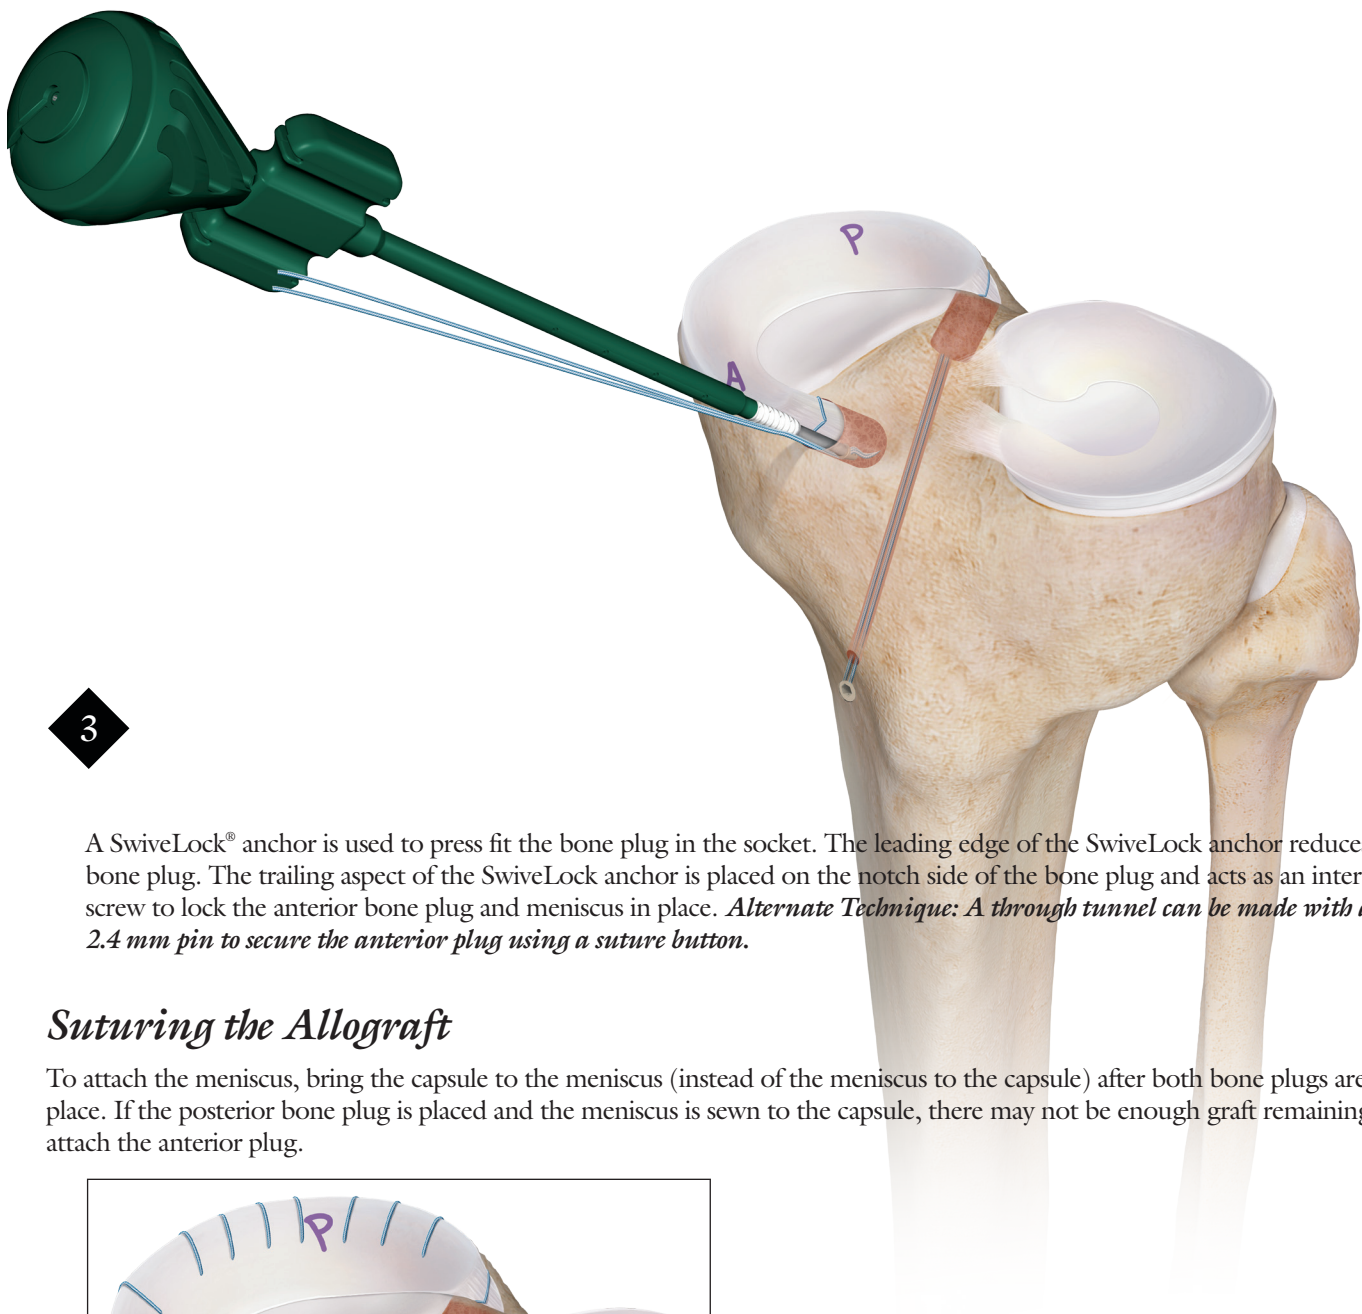 P
A
3
A SwiveLock® anchor is used to press fit the bone plug in the socket. The leading edge of the SwiveLock anchor reduces
bone plug. The trailing aspect of the SwiveLock anchor is placed on the notch side of the bone plug and acts as an inter
screw to lock the anterior bone plug and meniscus in place. Alternate Technique: A through tunnel can be made with a
2.4 mm pin to secure the anterior plug using a suture button.
Suturing the Allograft
To attach the meniscus, bring the capsule to the meniscus (instead of the meniscus to the capsule) after both bone plugs are
place. If the posterior bone plug is placed and the meniscus is sewn to the capsule, there may not be enough graft remaining
attach the anterior plug.
P